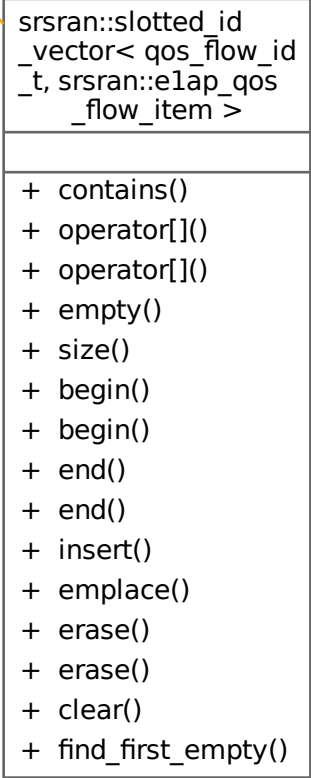 srsran::slotted_id
_vector< qos_flow_id
_t, srsran::e1ap_qos
_flow_item >
+ contains()
+ operator[]()
+ operator[]()
+ empty()
+ size()
+ begin()
+ begin()
+ end()
+ end()
+ insert()
+ emplace()
+ erase()
+ erase()
+ clear()
+ find_first_empty()